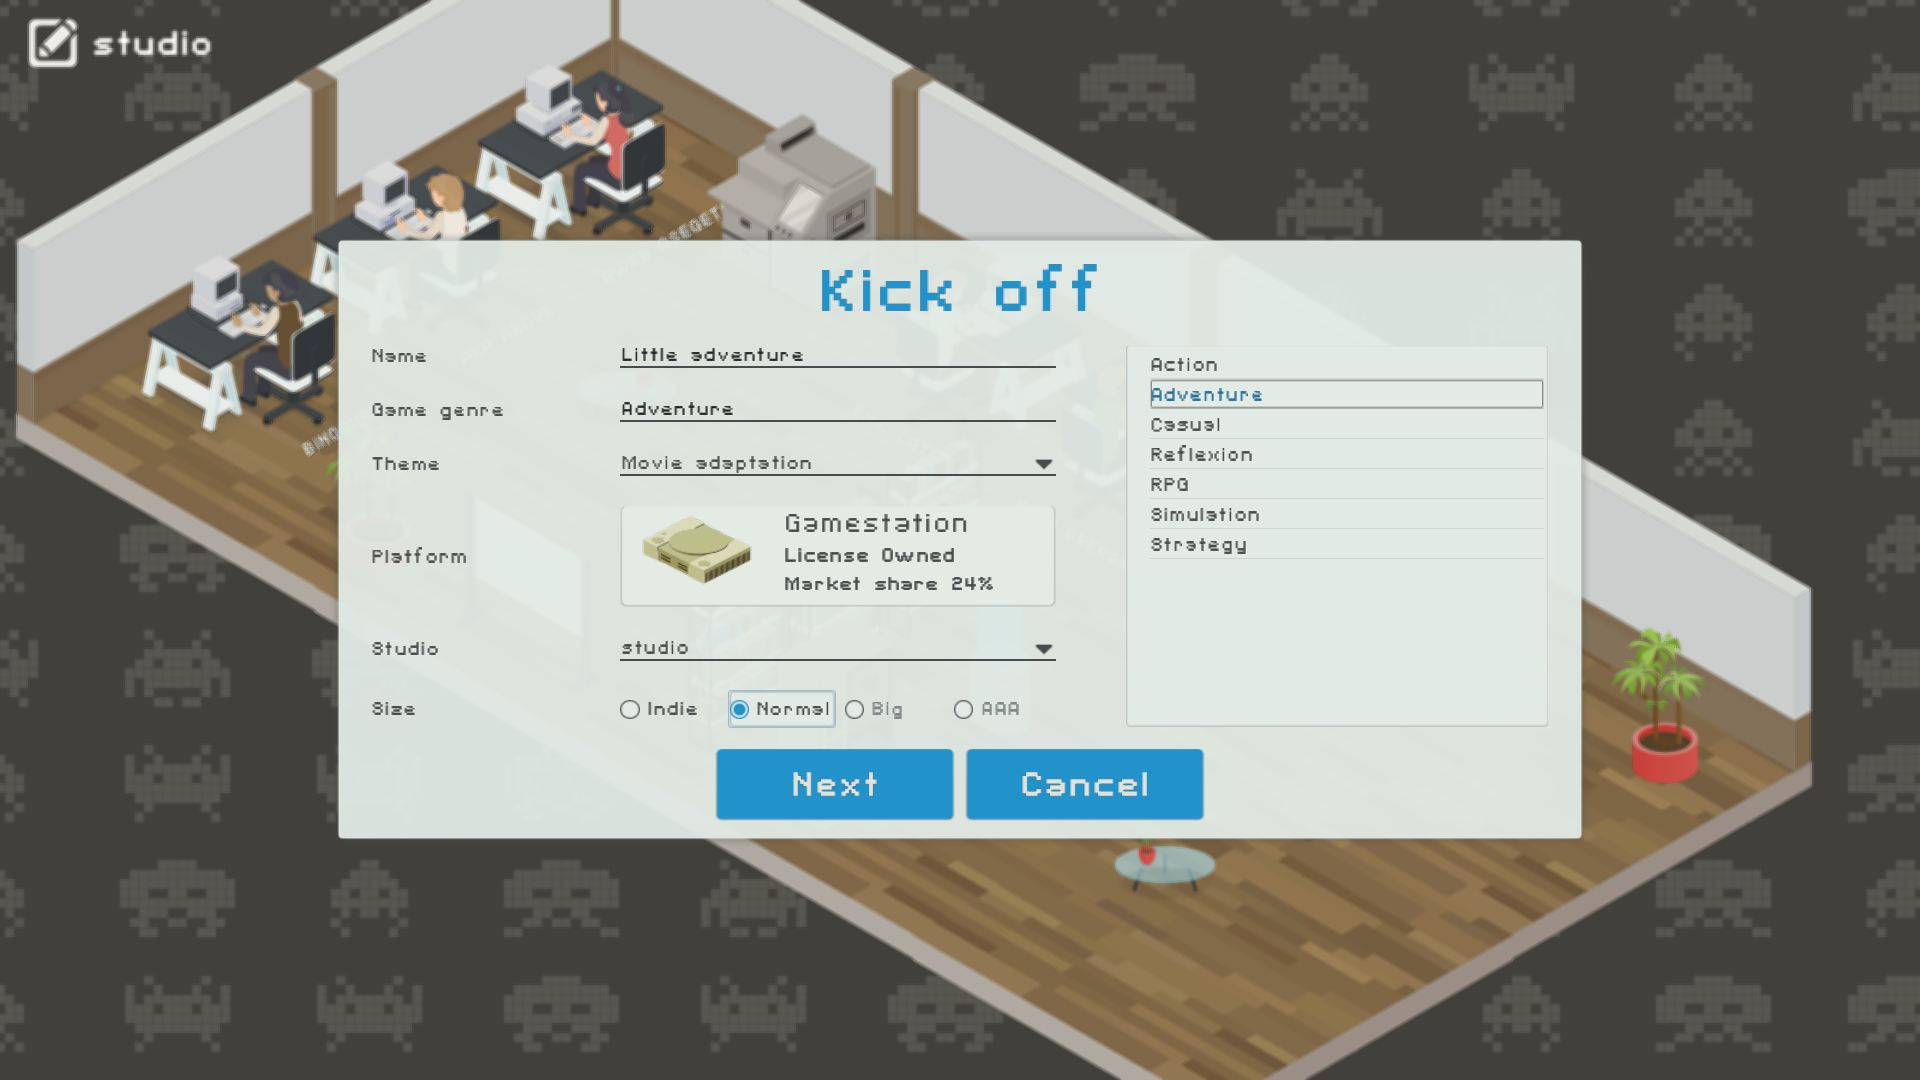 studio
Kick off
Name
Little adventure
Game genre
Adventure
Theme
Movie adaptation
Platform
Gamestation
License Owned
Market share 24%
Studio
studio
Size
Indie
Normal
Big
AAA
Action
Adventure
Casual
Reflexion
RPG
Simulation
Strategy
Next
Cancel